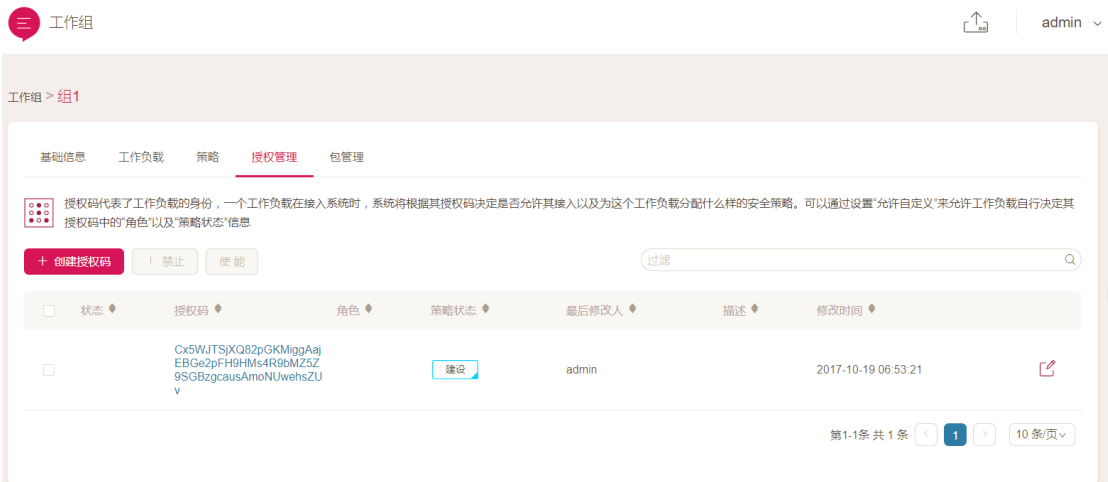 工作组
admin
工作组 > 组1
基础信息 工作负载 策略 授权管理 包管理
授权码代表了工作负载的身份，一个工作负载在接入系统时，系统将根据其授权码决定是否允许其接入以及为这个工作负载分配什么样的安全策略。可以通过设置“允许自定义”来允许工作负载自行决定其
授权码中的“角色”以及“策略状态”信息
+ 创建授权码 ! 禁止 使 能 过滤
状态 授权码 角色 策略状态 最后修改人 描述 修改时间
Cx5WJTSjXQ82pGKMiggAaj
EBGe2pFH9HMs4R9bMZ5Z
9SGBzgcausAmoNUwehsZU
v
建设 admin 2017-10-19 06:53:21
第1-1条 共 1 条 < 1 > 10 条/页